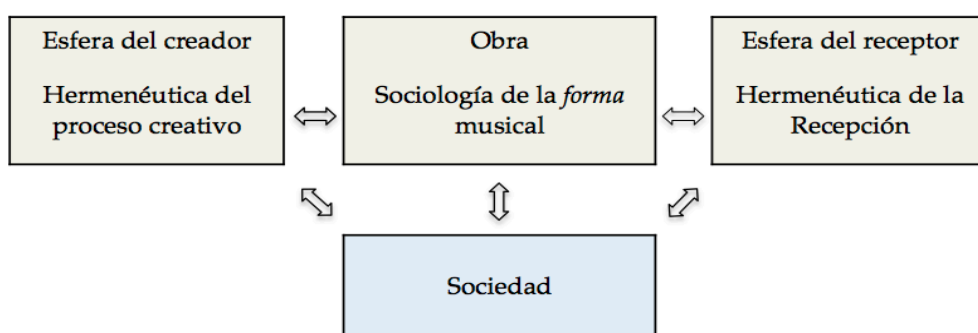 Esfera del creador
Hermenéutica del
proceso creativo
Obra
Sociología de la forma
musical
Esfera del receptor
Hermenéutica de la
Recepción
Sociedad